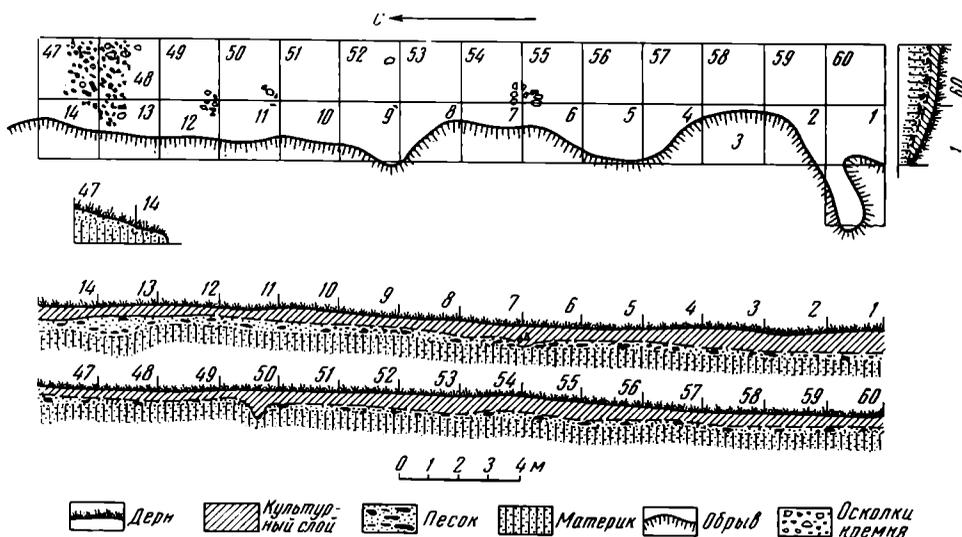 С
47 49 50 51 52 53 54 55 56 57 58 59 60
48
14 13 12 11 10 9 8 7 6 5 4 3 2 1
60
1
47 14
14 13 12 11 10 9 8 7 6 5 4 3 2 1
47 48 49 50 51 52 53 54 55 56 57 58 59 60
0 1 2 3 4 м
Дерн
Культур-
ный слой
Песок
Материк
Обрыв
Осколки
кремня